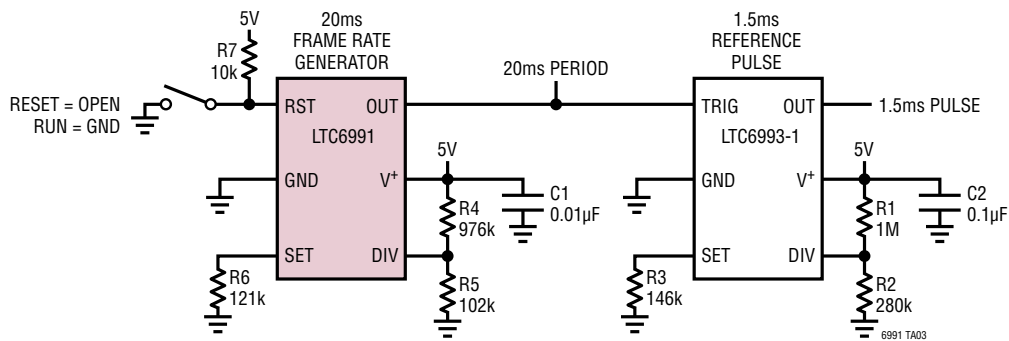 20ms
FRAME RATE
GENERATOR
1.5ms
REFERENCE
PULSE
5V
R7
10k
20ms PERIOD
RESET = OPEN
RUN = GND
RST
OUT
LTC6991
GND
V+
SET
DIV
TRIG
OUT
1.5ms PULSE
LTC6993-1
GND
V+
SET
DIV
5V
C1
0.01µF
R4
976k
R5
102k
R6
121k
5V
C2
0.1µF
R1
1M
R2
280k
R3
146k
6991 TA03